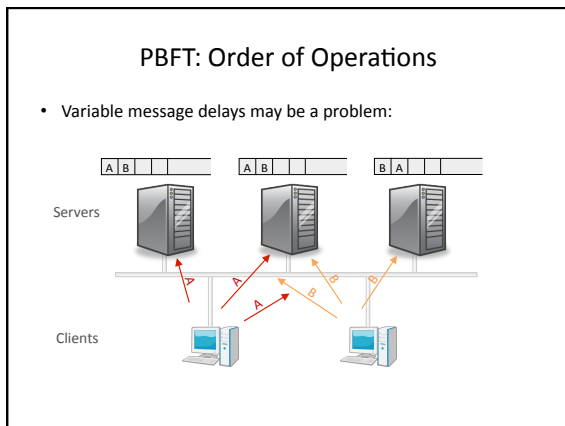 PBFT: Order of Operations
• Variable message delays may be a problem:
A B
A B
B A
Servers
A
A
A
B
B
B
Clients